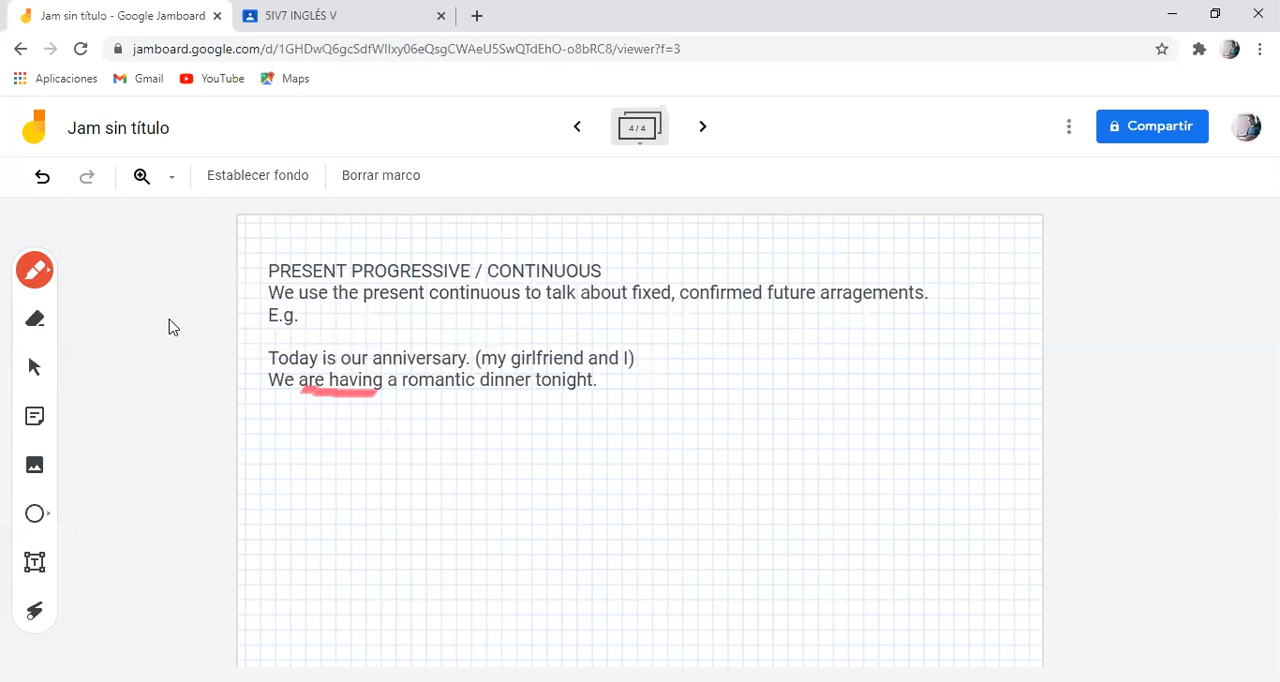 Jam sin título - Google Jamboard
5IV7 INGLÉS V
jamboard.google.com/d/1GHDwQ6gcSdfWIlxy06eQsgCWAeU5SwQTdEhO-o8bRC8/viewer?f=3
Aplicaciones Gmail YouTube Maps
Jam sin título
4 / 4
Compartir
Establecer fondo Borrar marco
PRESENT PROGRESSIVE / CONTINUOUS
We use the present continuous to talk about fixed, confirmed future arragements.
E.g.
Today is our anniversary. (my girlfriend and I)
We are having a romantic dinner tonight.